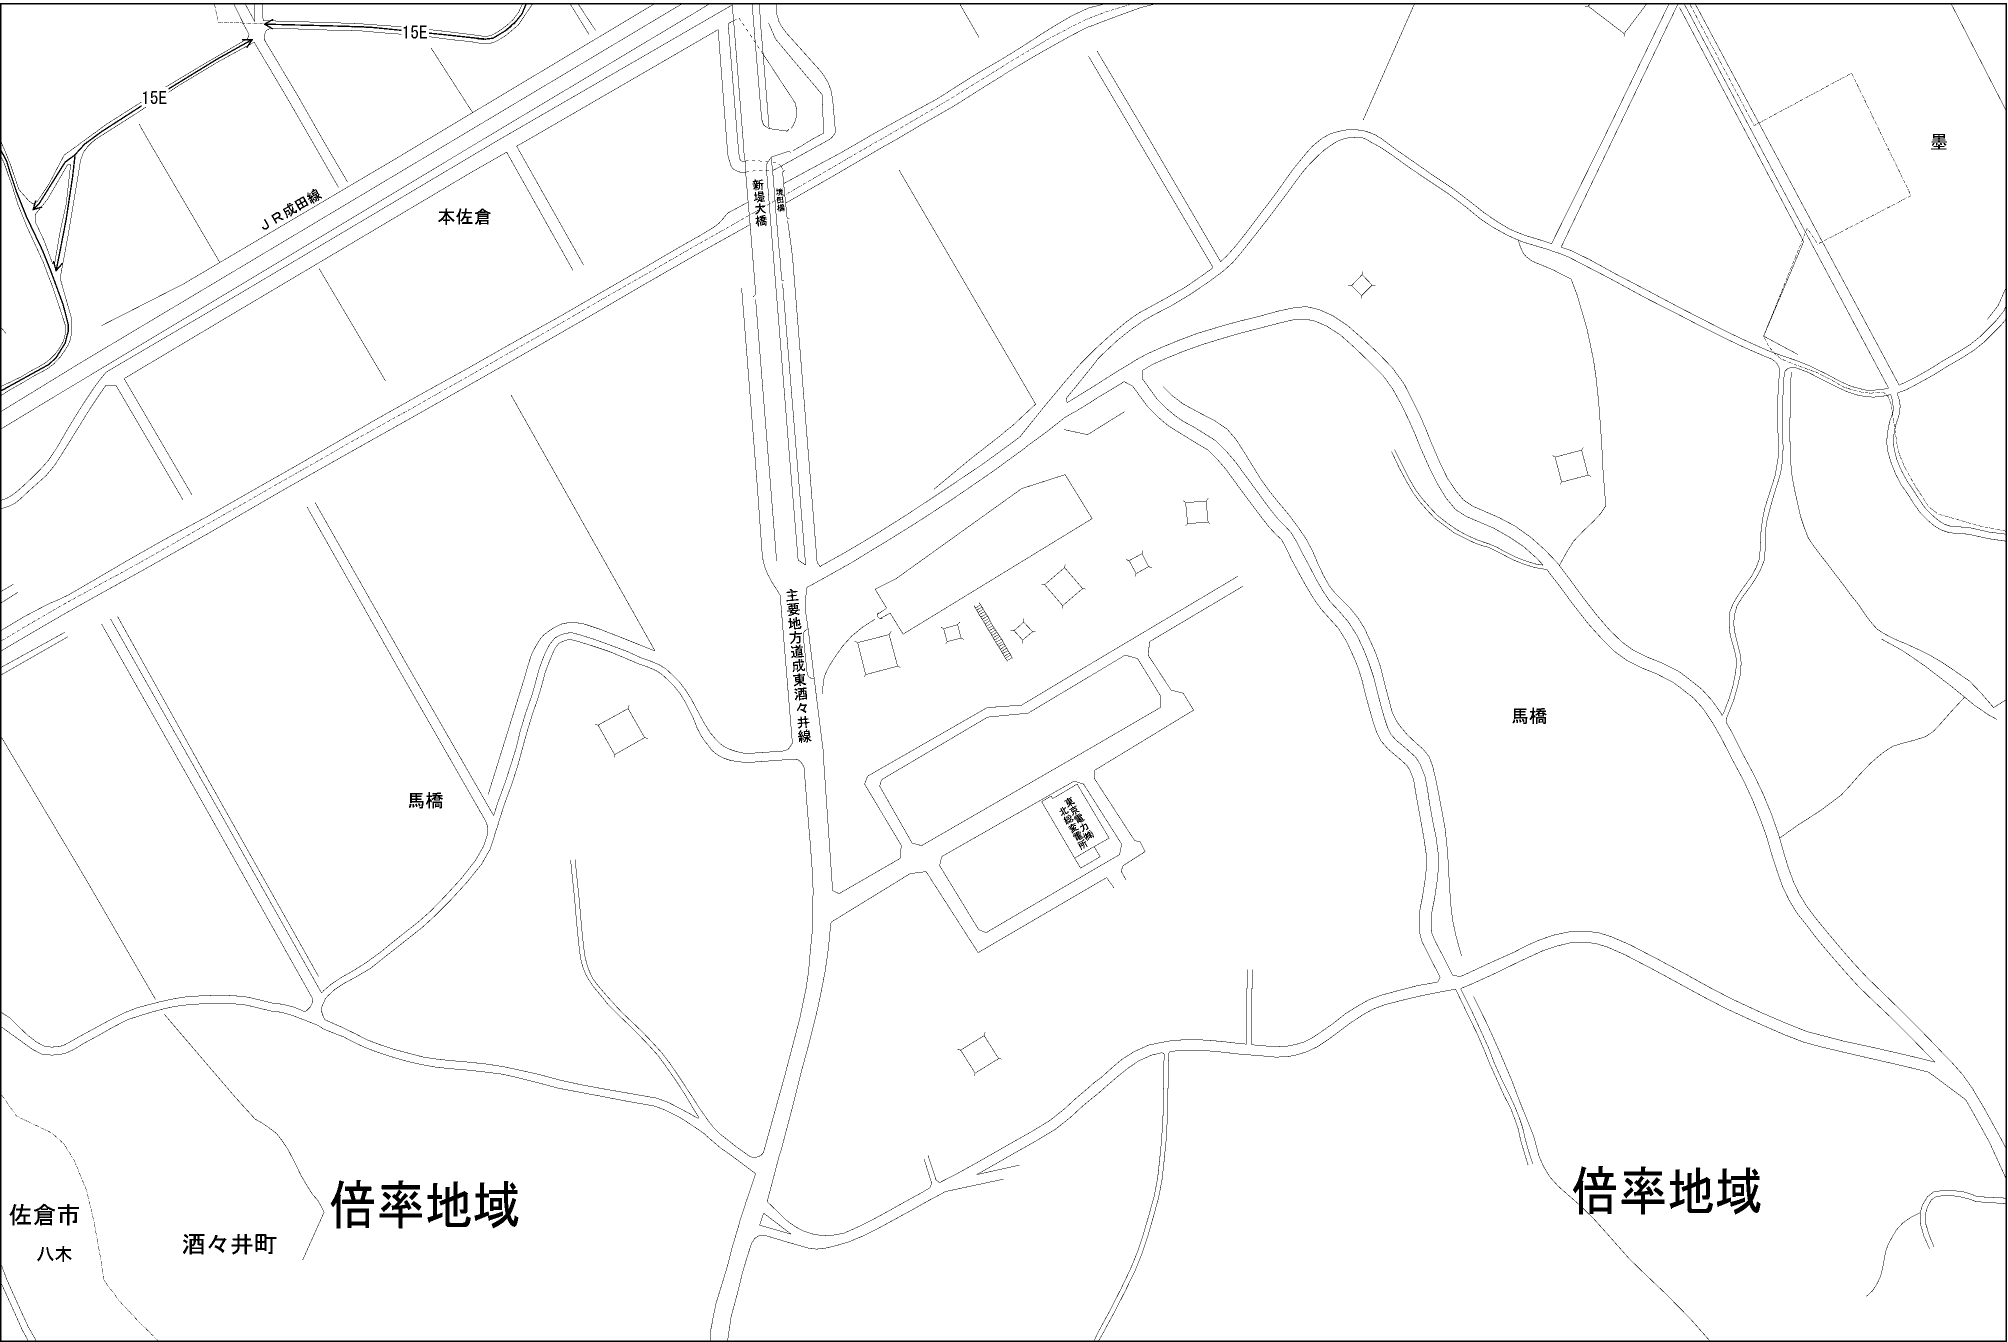 15E
15E
墨
JR成田線
本佐倉
新堤大橋
境田橋
主要地方道成東酒々井線
馬橋
馬橋
東京電力㈱
北総変電所
倍率地域
倍率地域
佐倉市
八木
酒々井町